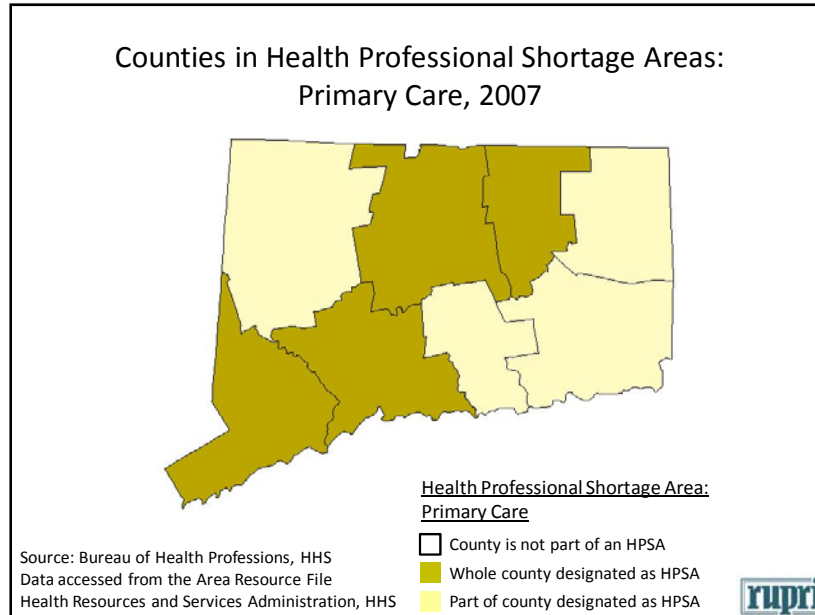 Counties in Health Professional Shortage Areas:
Primary Care, 2007
Health Professional Shortage Area:
Primary Care
County is not part of an HPSA
Whole county designated as HPSA
Part of county designated as HPSA
Source: Bureau of Health Professions, HHS
Data accessed from the Area Resource File
Health Resources and Services Administration, HHS
rupri